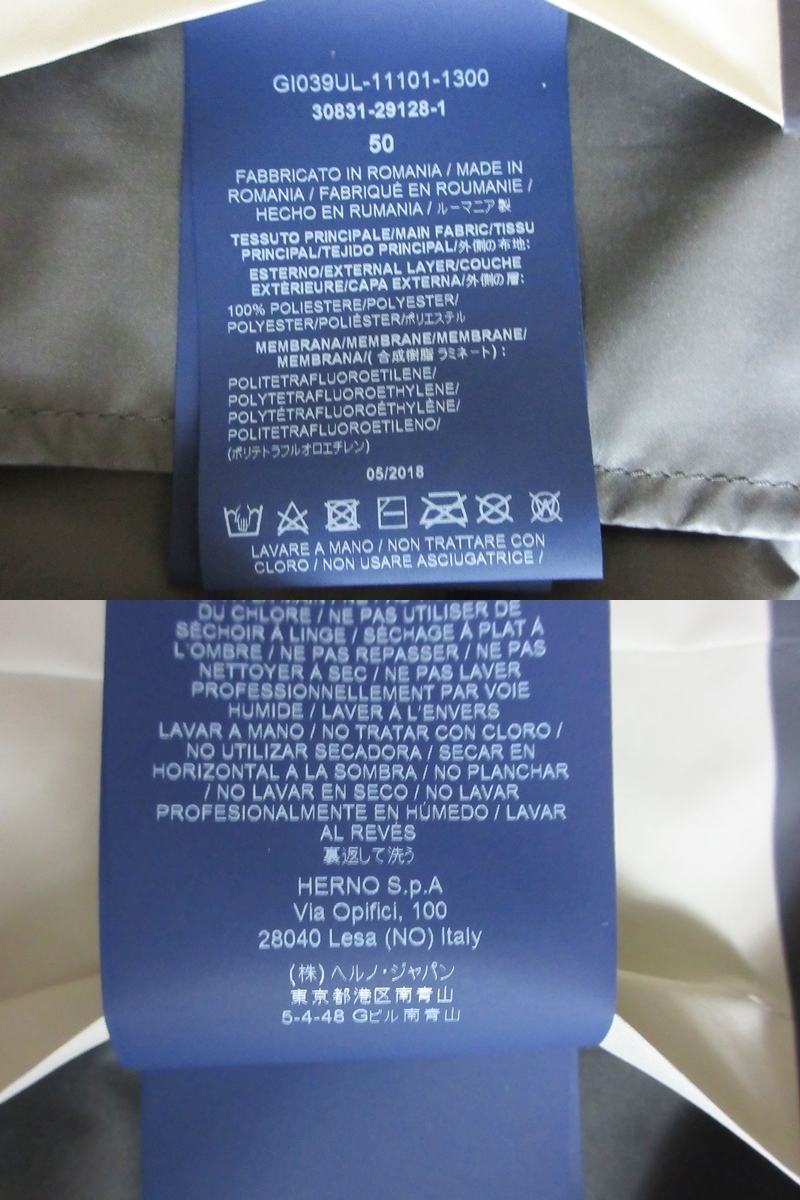 GI039UL-11101-1300
30831-29128-1
50
FABBRICATO IN ROMANIA / MADE IN
ROMANIA / FABRIQUÉ EN ROUMANIE /
HECHO EN RUMANIA / ルーマニア製
TESSUTO PRINCIPALE/MAIN FABRIC/TISSU
PRINCIPAL/TEJIDO PRINCIPAL/外側の布地:
ESTERNO/EXTERNAL LAYER/COUCHE
EXTÉRIEURE/CAPA EXTERNA/外側の層:
100% POLIESTERE/POLYESTER/
POLYESTER/POLIÉSTER/ポリエステル
MEMBRANA/MEMBRANE/MEMBRANE/
MEMBRANA/( 合成樹脂 ラミネート) :
POLITETRAFLUOROETILENE/
POLYTETRAFLUOROETHYLENE/
POLYTÉTRAFLUOROÉTHYLÈNE/
POLITETRAFLUOROETILENO/
(ポリテトラフルオロエチレン)
05/2018
LAVARE A MANO / NON TRATTARE CON
CLORO / NON USARE ASCIUGATRICE /
DU CHLORE / NE PAS UTILISER DE
SÉCHOIR À LINGE / SÉCHAGE A PLAT À
L'OMBRE / NE PAS REPASSER / NE PAS
NETTOYER À SEC / NE PAS LAVER
PROFESSIONNELLEMENT PAR VOIE
HUMIDE / LAVER À L'ENVERS
LAVAR A MANO / NO TRATAR CON CLORO /
NO UTILIZAR SECADORA / SECAR EN
HORIZONTAL A LA SOMBRA / NO PLANCHAR
/ NO LAVAR EN SECO / NO LAVAR
PROFESIONALMENTE EN HÚMEDO / LAVAR
AL REVÉS
裏返して洗う
HERNO S.p.A
Via Opifici, 100
28040 Lesa (NO) Italy
(株) ヘルノ・ジャパン
東京都港区南青山
5-4-48 Gビル南青山